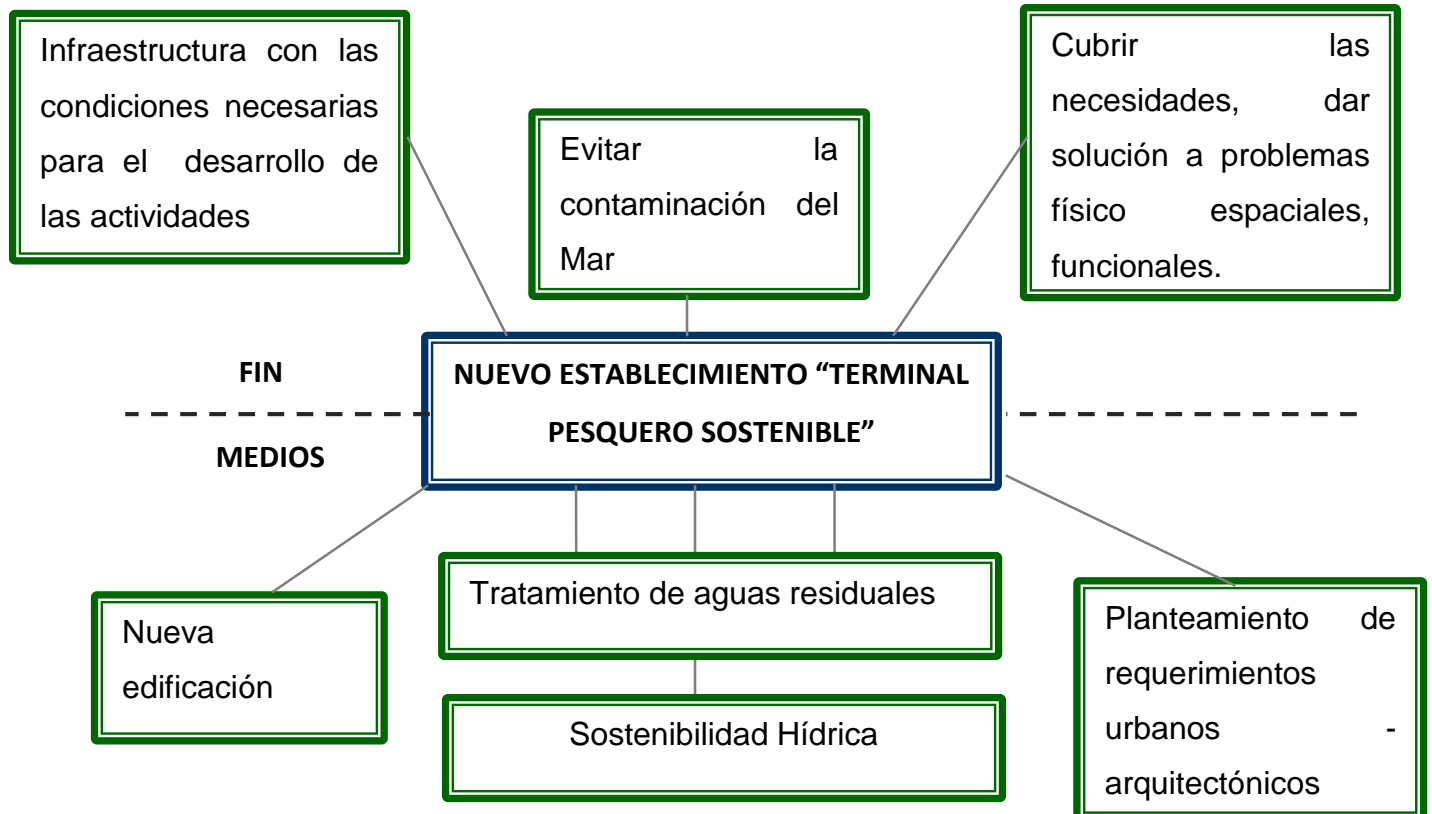 Infraestructura con las
condiciones necesarias
para el desarrollo de
las actividades
Evitar la
contaminación del
Mar
Cubrir las
necesidades, dar
solución a problemas
físico espaciales,
funcionales.
FIN
MEDIOS
NUEVO ESTABLECIMIENTO “TERMINAL
PESQUERO SOSTENIBLE”
Nueva
edificación
Tratamiento de aguas residuales
Sostenibilidad Hídrica
Planteamiento de
requerimientos
urbanos -
arquitectónicos